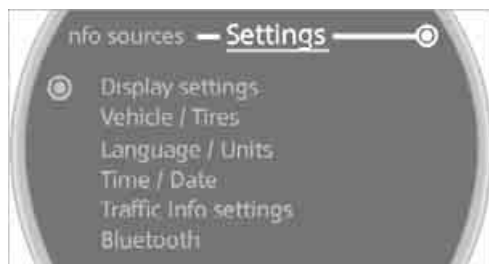 nfo sources Settings
Display settings
Vehicle / Tires
Language / Units
Time / Date
Traffic Info settings
Bluetooth